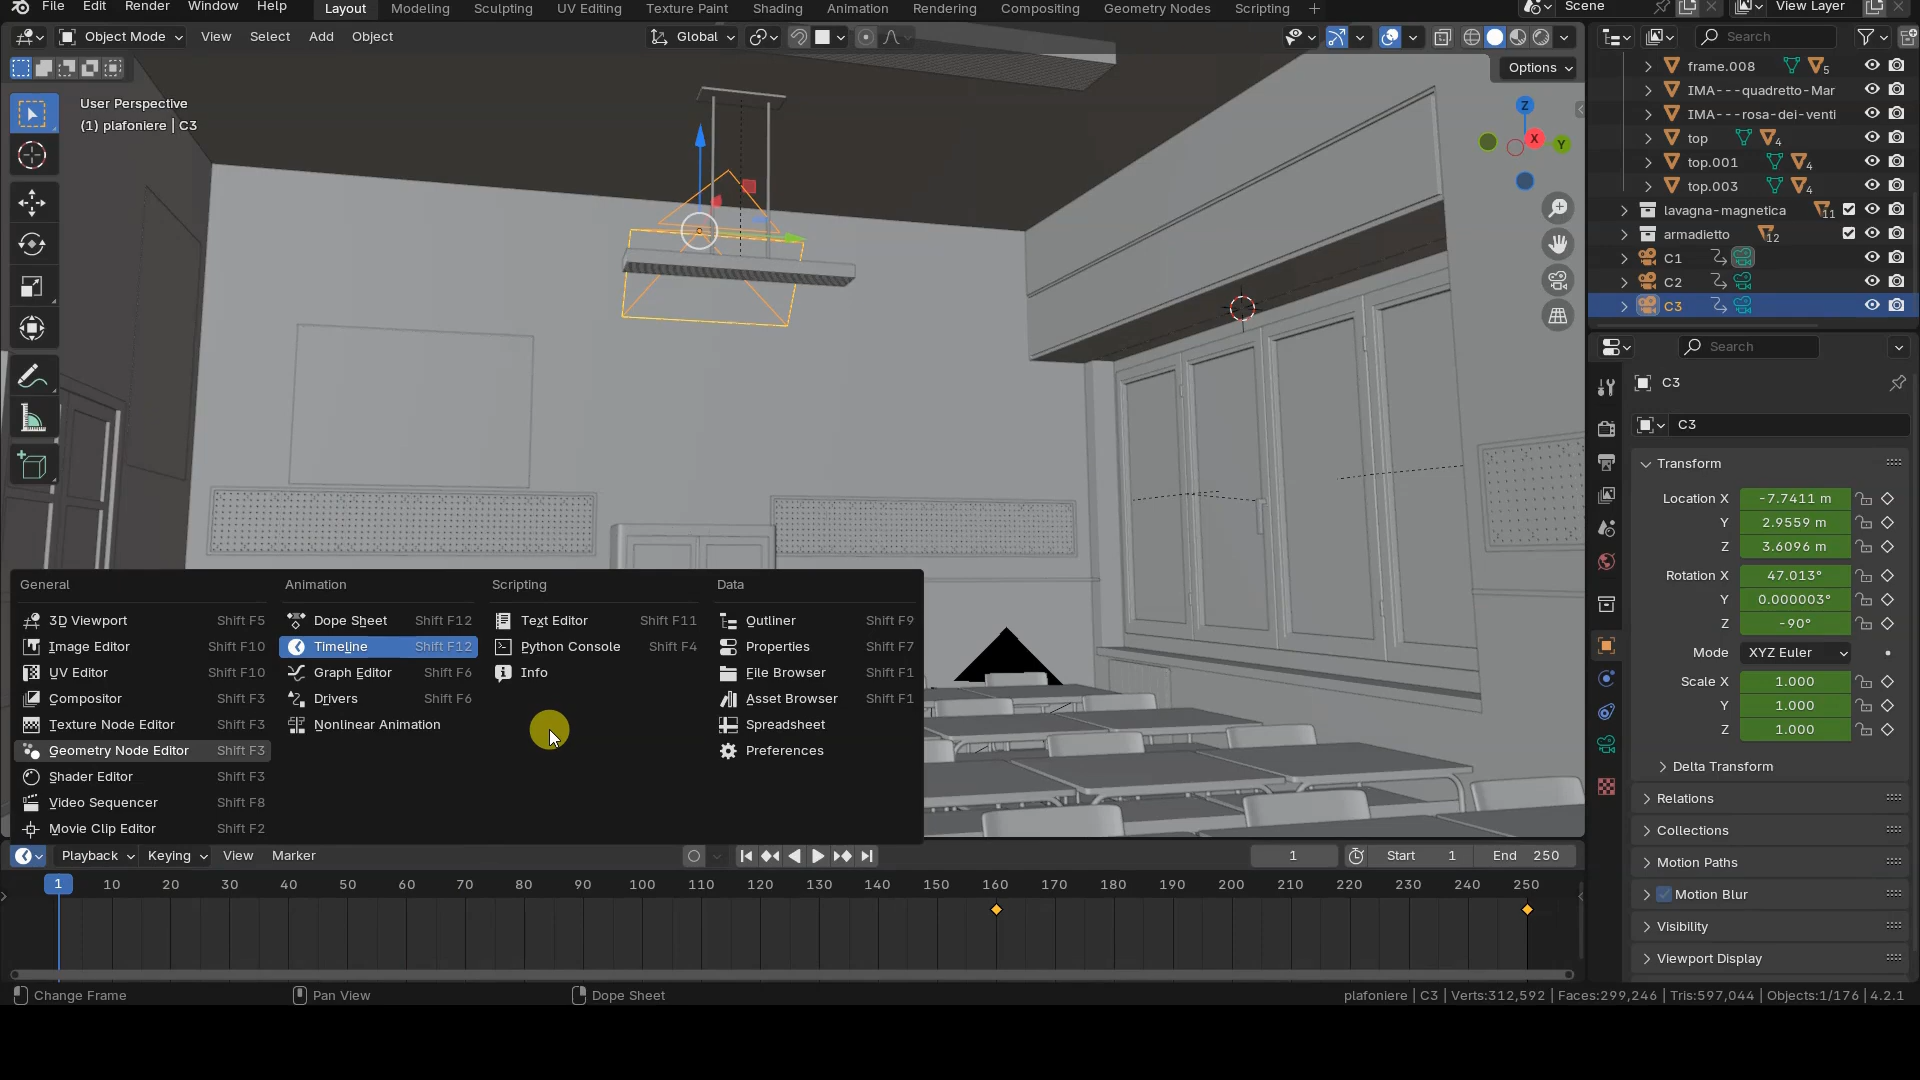 File Edit Render Window Help Layout Modeling Sculpting UV Editing Texture Paint Shading Animation Rendering Compositing Geometry Nodes Scripting Scene View Layer
Object Mode View Select Add Object Global Search
Options
User Perspective
(1) plafoniere | C3
Z
X
Y
frame.008 5
IMA---quadretto-Mar
IMA---rosa-dei-venti
top 4
top.001 4
top.003 4
lavagna-magnetica 11
armadietto 12
C1
C2
C3
Search
C3
C3
Transform
Location X -7.7411 m
Y 2.9559 m
Z 3.6096 m
Rotation X 47.013°
Y 0.000003°
Z -90°
Mode XYZ Euler
Scale X 1.000
Y 1.000
Z 1.000
Delta Transform
Relations
Collections
Motion Paths
Motion Blur
Visibility
Viewport Display
General
3D Viewport Shift F5
Image Editor Shift F10
UV Editor Shift F10
Compositor Shift F3
Texture Node Editor Shift F3
Geometry Node Editor Shift F3
Shader Editor Shift F3
Video Sequencer Shift F8
Movie Clip Editor Shift F2
Animation
Dope Sheet Shift F12
Timeline Shift F12
Graph Editor Shift F6
Drivers Shift F6
Nonlinear Animation
Scripting
Text Editor Shift F11
Python Console Shift F4
Info
Data
Outliner Shift F9
Properties Shift F7
File Browser Shift F1
Asset Browser Shift F1
Spreadsheet
Preferences
Playback Keying View Marker 1 Start 1 End 250
1 10 20 30 40 50 60 70 80 90 100 110 120 130 140 150 160 170 180 190 200 210 220 230 240 250
Change Frame Pan View Dope Sheet plafoniere | C3 | Verts:312,592 | Faces:299,246 | Tris:597,044 | Objects:1/176 | 4.2.1